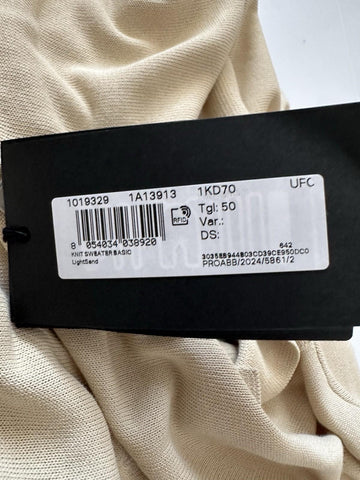 UFC
1019329 1A13913 1KD70
RFID
Tgl: 50
Var.:
DS:
8 054034 038920
KNIT SWEATER BASIC
LightSand
642
3035EB944B03CD39CE950DC0
PROABB/2024/5861/2